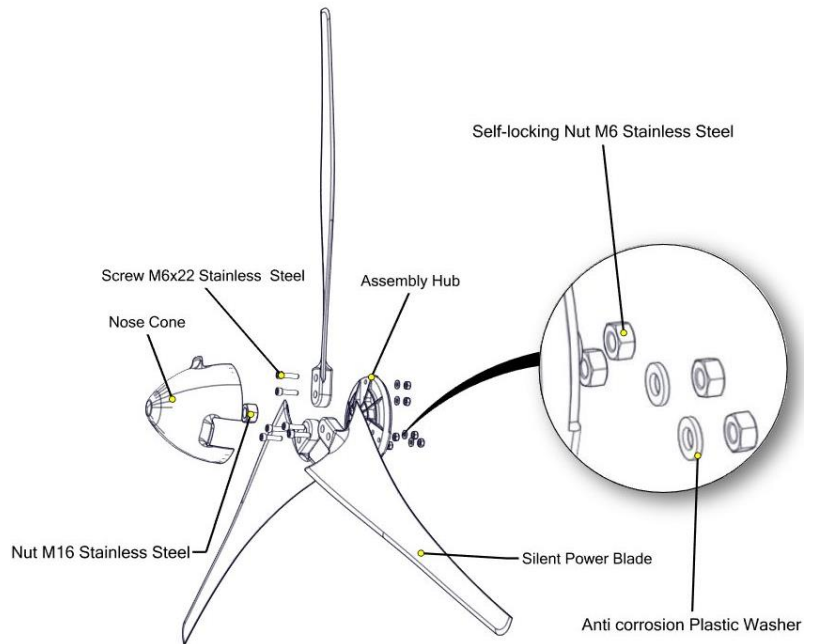 Self-locking Nut M6 Stainless Steel
Screw M6x22 Stainless  Steel
Assembly Hub
Nose Cone
Nut M16 Stainless Steel
Silent Power Blade
Anti corrosion Plastic Washer